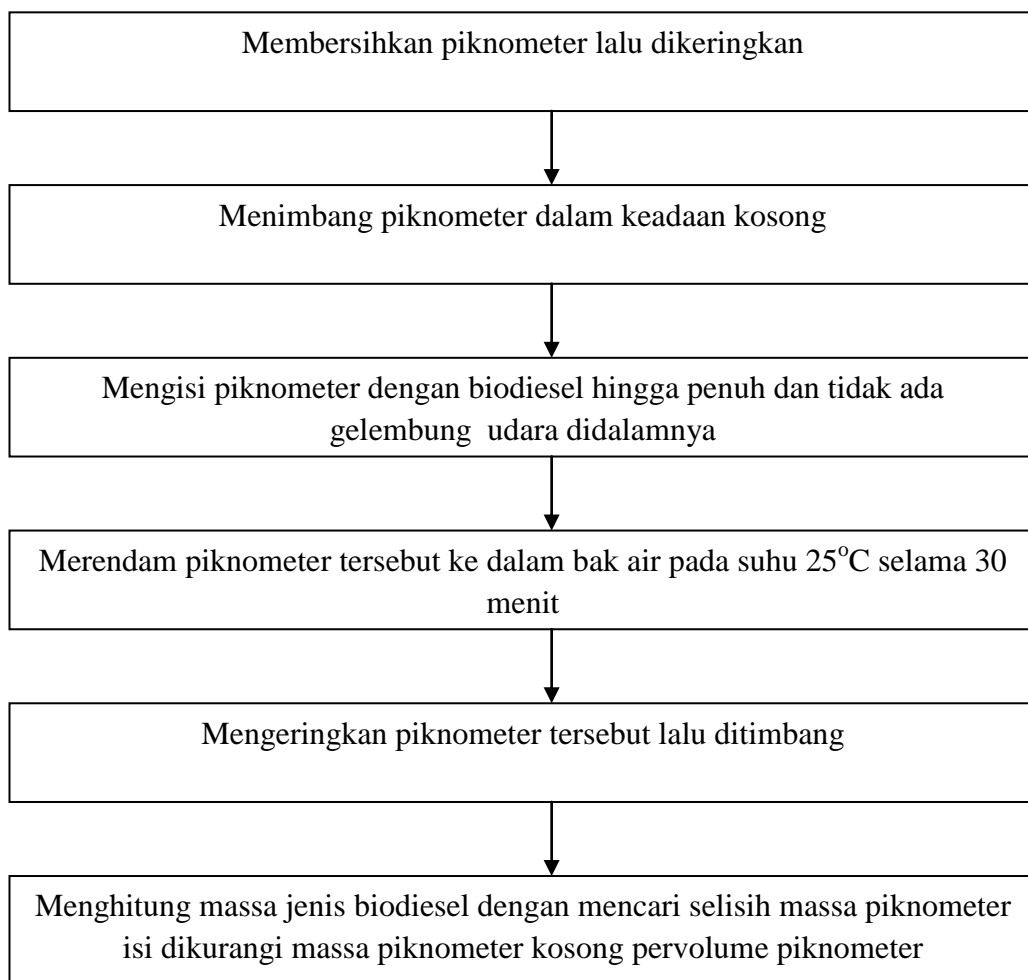 Membersihkan piknometer lalu dikeringkan
Menimbang piknometer dalam keadaan kosong
Mengisi piknometer dengan biodiesel hingga penuh dan tidak ada
gelembung udara didalamnya
Merendam piknometer tersebut ke dalam bak air pada suhu 25°C selama 30
menit
Mengeringkan piknometer tersebut lalu ditimbang
Menghitung massa jenis biodiesel dengan mencari selisih massa piknometer
isi dikurangi massa piknometer kosong pervolume piknometer